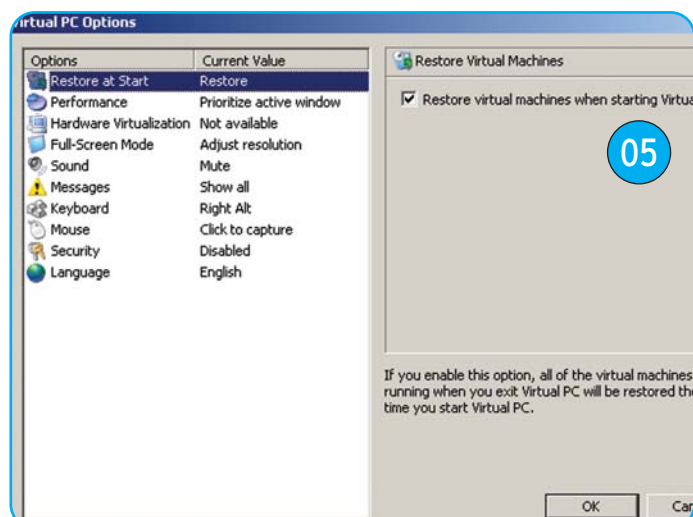 Virtual PC Options
Options Current Value
Restore at Start Restore
Performance Prioritize active window
Hardware Virtualization Not available
Full-Screen Mode Adjust resolution
Sound Mute
Messages Show all
Keyboard Right Alt
Mouse Click to capture
Security Disabled
Language English
Restore Virtual Machines
Restore virtual machines when starting Virtua
05
If you enable this option, all of the virtual machines
running when you exit Virtual PC will be restored the
time you start Virtual PC.
OK Can